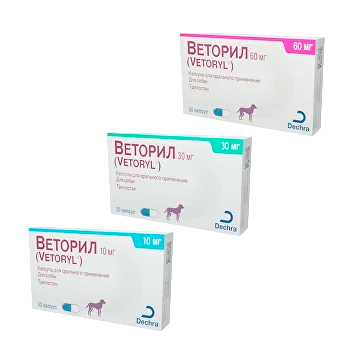 60 мг
ВЕТОРИЛ 60 мг
(VETORYL®)
Капсулы для орального применения
Для собак
Трилостан
30 капсул
Dechra
30 мг
ВЕТОРИЛ 30 мг
(VETORYL®)
Капсулы для орального применения
Для собак
Трилостан
30 капсул
Dechra
10 мг
ВЕТОРИЛ 10 мг
(VETORYL®)
Капсулы для орального применения
Для собак
Трилостан
30 капсул
Dechra